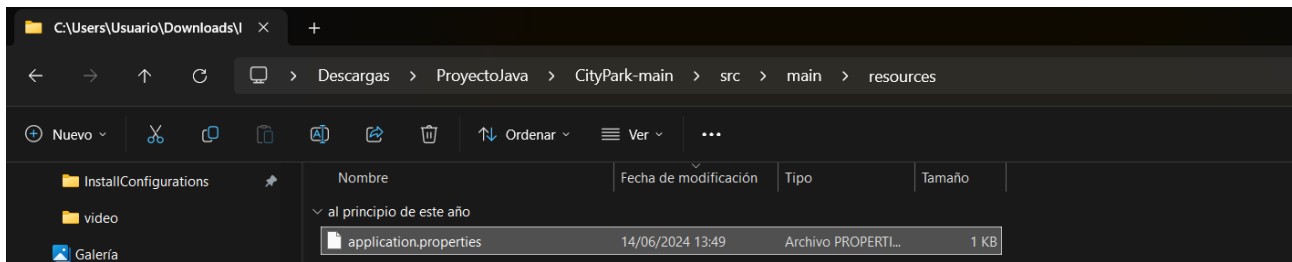 C:\Users\Usuario\Downloads\I
Descargas > ProyectoJava > CityPark-main > src > main > resources
Nuevo Ordenar Ver ...
InstallConfigurations
video
Galería
Nombre Fecha de modificación Tipo Tamaño
al principio de este año
application.properties 14/06/2024 13:49 Archivo PROPERTI... 1 KB